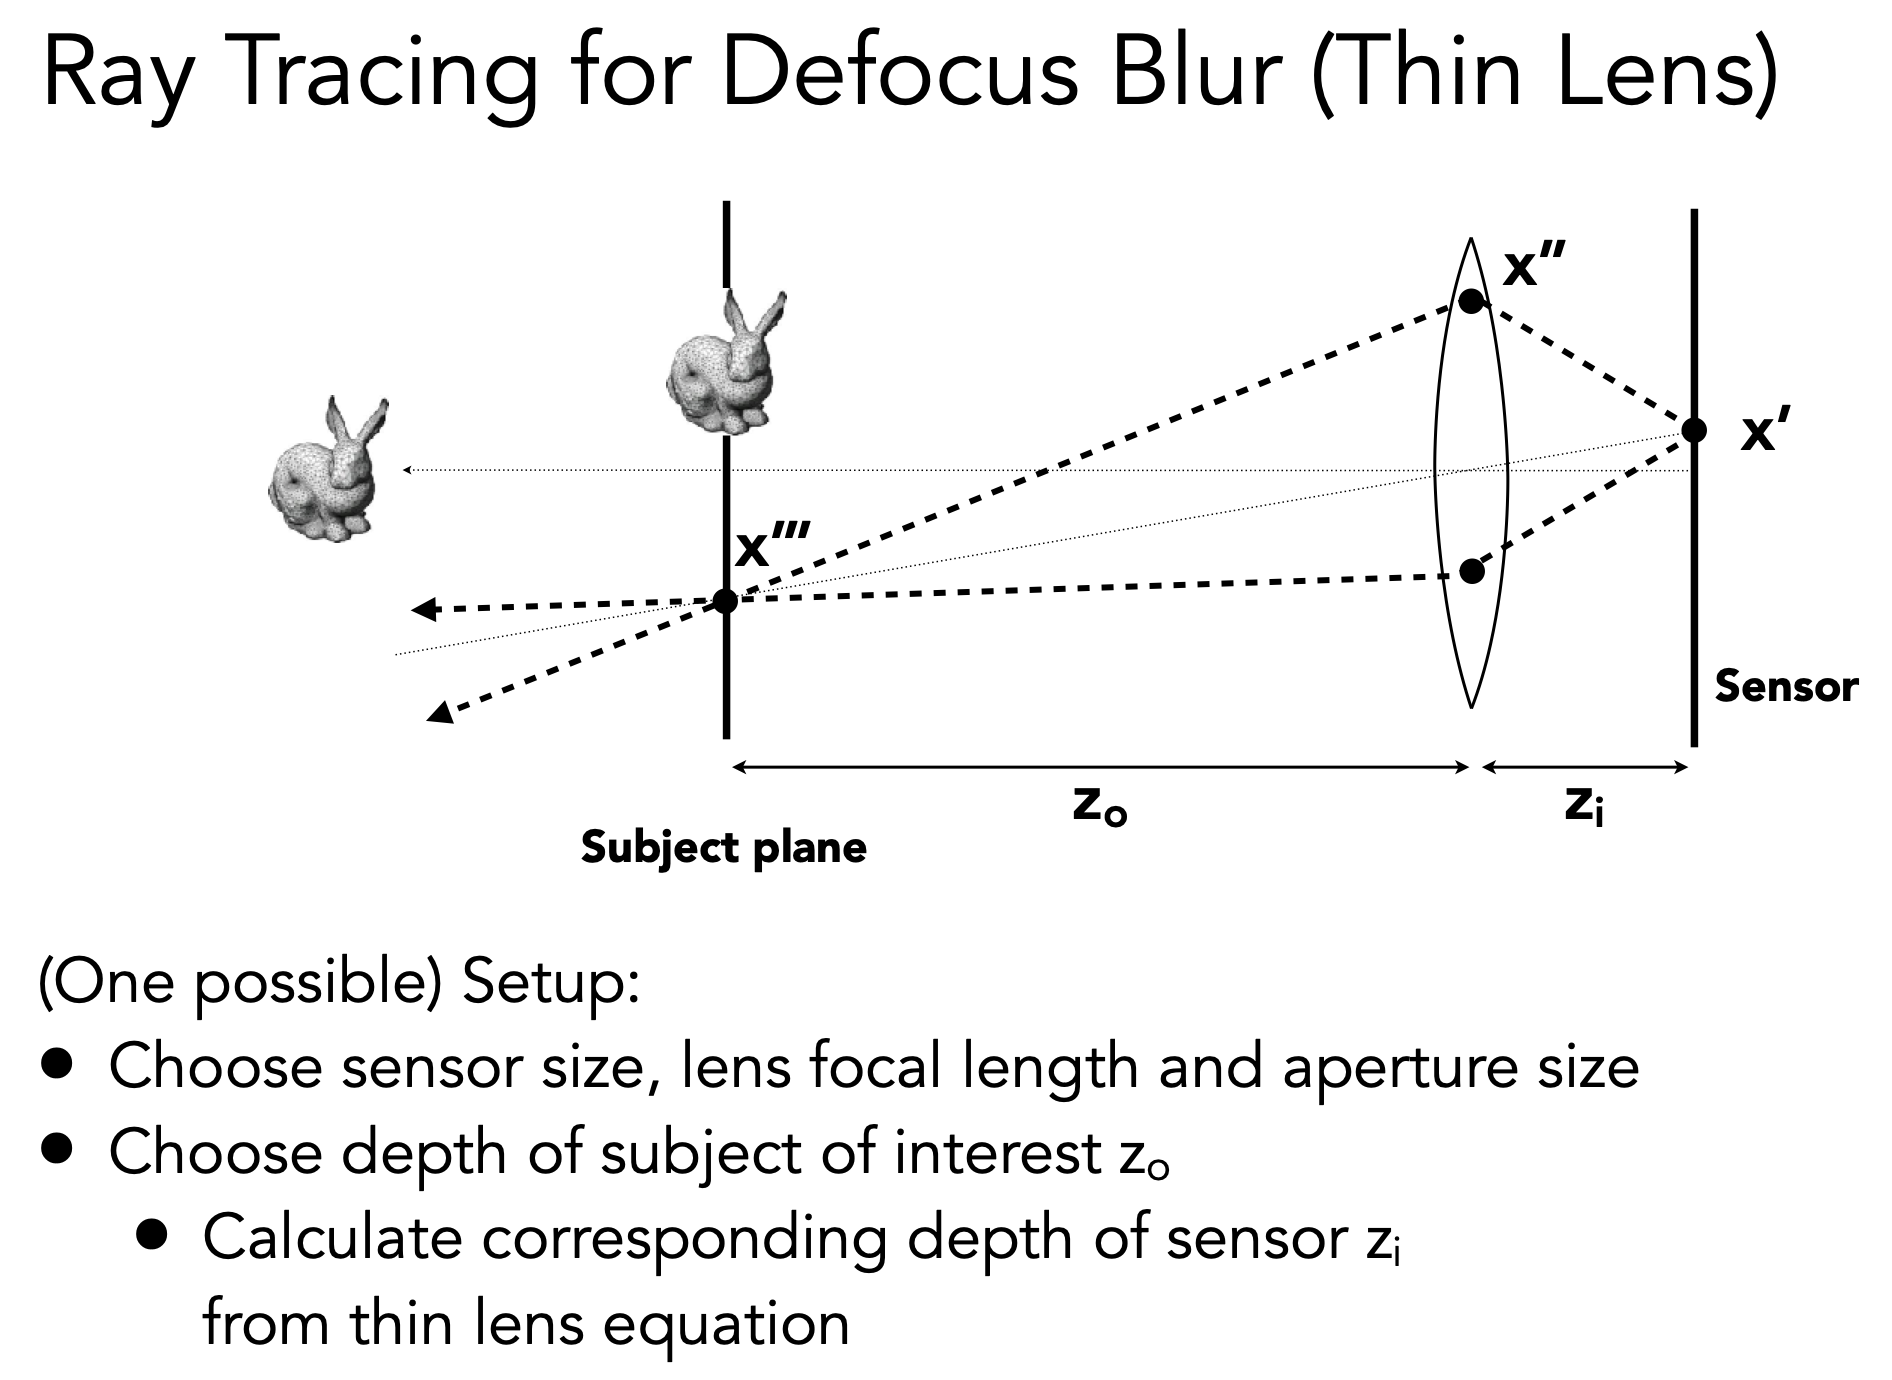 Ray Tracing for Defocus Blur (Thin Lens)
x″
x′
x‴
Sensor
zₒ
zᵢ
Subject plane
(One possible) Setup:
● Choose sensor size, lens focal length and aperture size
● Choose depth of subject of interest zₒ
● Calculate corresponding depth of sensor zᵢ
from thin lens equation